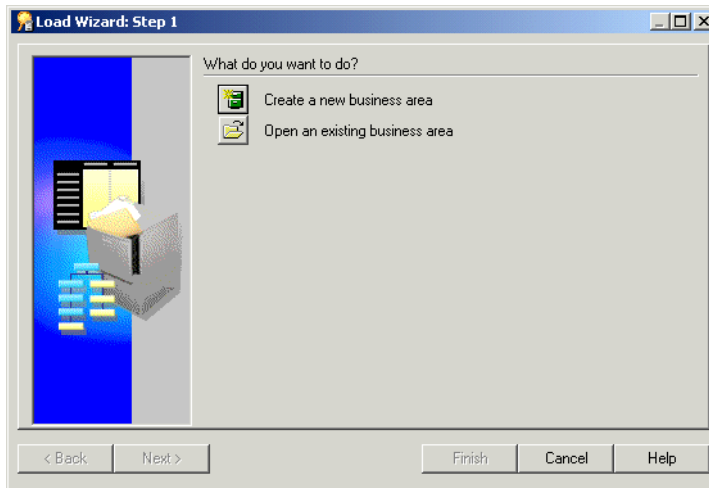 Load Wizard: Step 1
What do you want to do?
Create a new business area
Open an existing business area
< Back Next > Finish Cancel Help